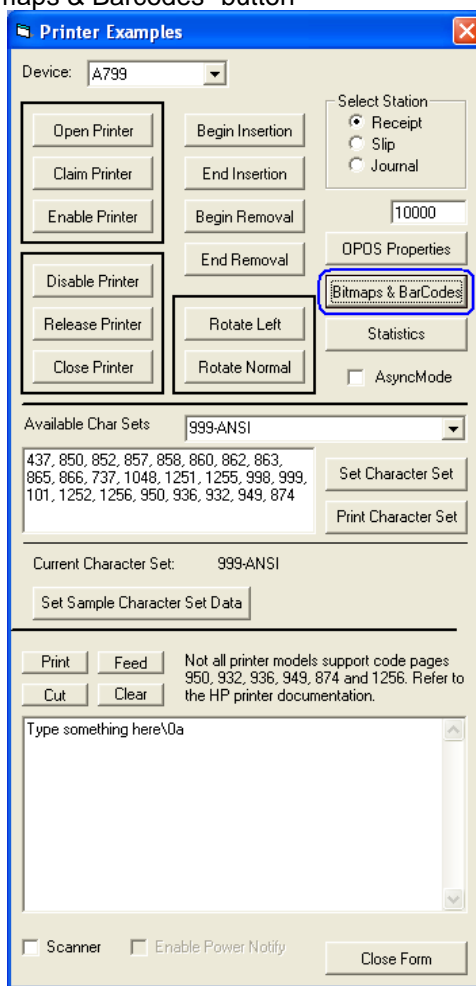 maps & Barcodes" button
Printer Examples
Device: A799
Open Printer
Claim Printer
Enable Printer
Begin Insertion
End Insertion
Begin Removal
End Removal
Select Station
Receipt
Slip
Journal
10000
OPOS Properties
Bitmaps & BarCodes
Statistics
AsyncMode
Disable Printer
Release Printer
Close Printer
Rotate Left
Rotate Normal
Available Char Sets 999-ANSI
437, 850, 852, 857, 858, 860, 862, 863,
865, 866, 737, 1048, 1251, 1255, 998, 999,
101, 1252, 1256, 950, 936, 932, 949, 874
Set Character Set
Print Character Set
Current Character Set: 999-ANSI
Set Sample Character Set Data
Print Feed
Cut Clear
Not all printer models support code pages
950, 932, 936, 949, 874 and 1256. Refer to
the HP printer documentation.
Type something here\0a
Scanner Enable Power Notify Close Form